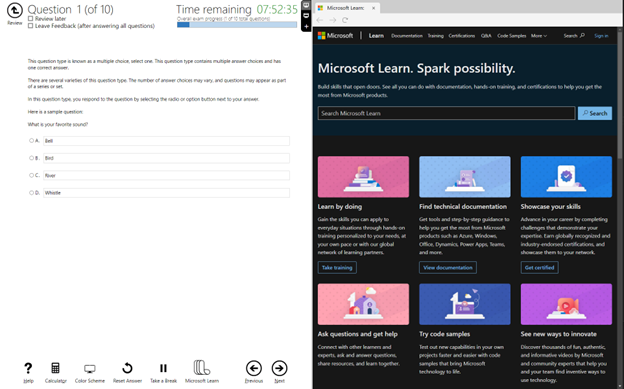 Question 1 (of 10)
Review later
Leave Feedback (after answering all questions)
Review
Time remaining 07:52:35
Overall exam progress (1 of 10 total questions)
This question type is known as a multiple choice, select one. This question type contains multiple answer choices and has
one correct answer.
There are several varieties of this question type. The number of answer choices may vary, and questions may appear as part
of a series or set.
In this question type, you respond to the question by selecting the radio or option button next to your answer.
Here is a sample question:
What is your favorite sound?
A. Bell
B. Bird
C. River
D. Whistle
Help
Calculator
Color Scheme
Reset Answer
Take a Break
Microsoft Learn
Previous
Next
Microsoft Learn:
Microsoft
Learn
Documentation
Training
Certifications
Q&A
Code Samples
More
Search
Sign in
Microsoft Learn. Spark possibility.
Build skills that open doors. See all you can do with documentation, hands-on training, and certifications to help you get the
most from Microsoft products.
Search Microsoft Learn
Search
Learn by doing
Gain the skills you can apply to
everyday situations through hands-on
training personalized to your needs, at
your own pace or with our global
network of learning partners.
Take training
Find technical documentation
Get tools and step-by-step guidance to
help you get the most from Microsoft
products such as Azure, Windows,
Office, Dynamics, Power Apps, Teams,
and more.
View documentation
Showcase your skills
Advance in your career by completing
challenges that demonstrate your
expertise. Earn globally recognized and
industry-endorsed certifications, and
showcase them to your network.
Get certified
Ask questions and get help
Connect with other learners and
experts, ask and answer questions,
share resources, and learn together.
Try code samples
Test out new capabilities in your own
projects faster and easier with code
samples that bring Microsoft
technology to life.
See new ways to innovate
Discover thousands of fun, authentic,
and informative videos by Microsoft
and community experts that help you
and your team find inventive ways to
use technology.